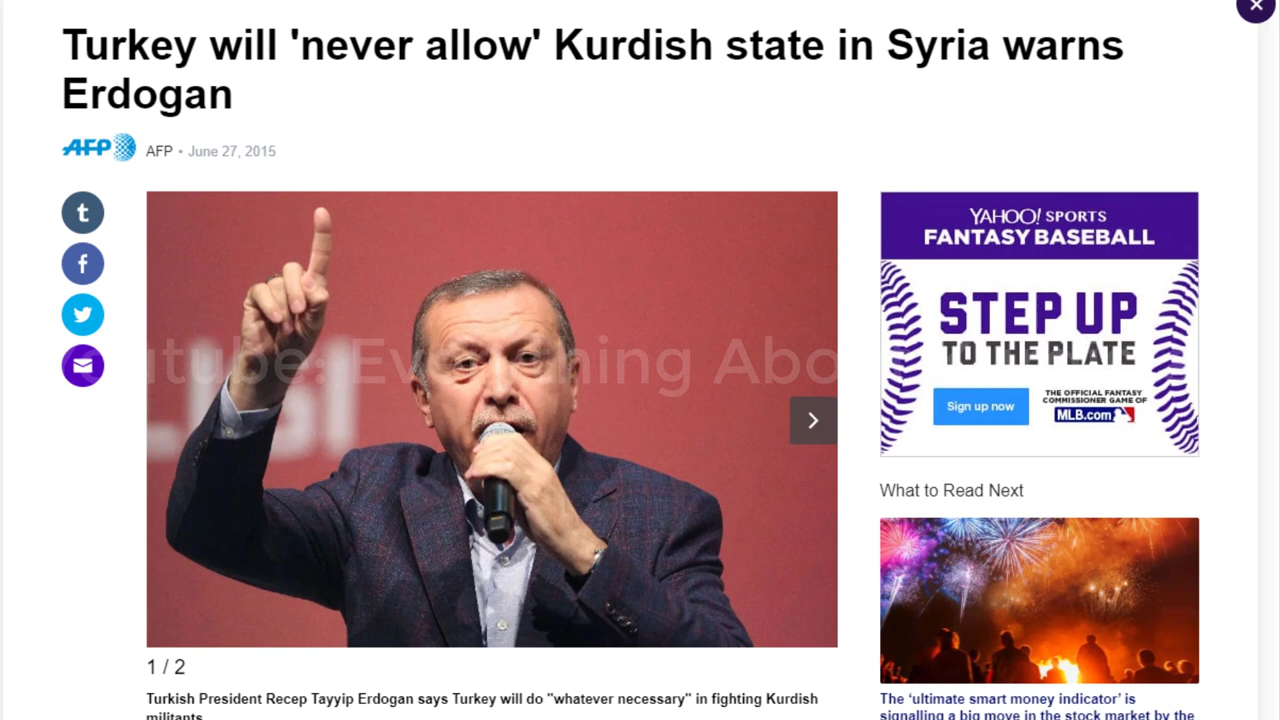 Turkey will 'never allow' Kurdish state in Syria warns
Erdogan
AFP
AFP • June 27, 2015
YAHOO! SPORTS
FANTASY BASEBALL
STEP UP
TO THE PLATE
Sign up now
THE OFFICIAL FANTASY
COMMISSIONER GAME OF
MLB.com
What to Read Next
1 / 2
Turkish President Recep Tayyip Erdogan says Turkey will do "whatever necessary" in fighting Kurdish
militants
The ‘ultimate smart money indicator’ is
signalling a big move in the stock market by the